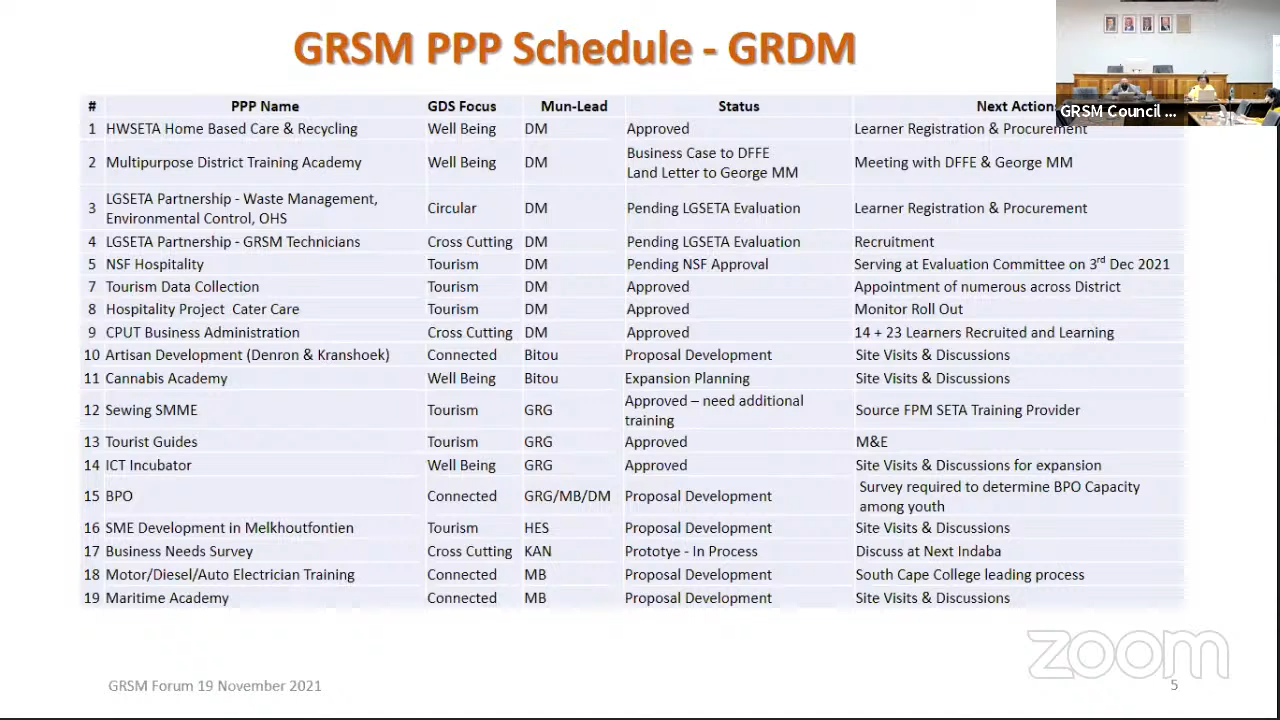 GRSM PPP Schedule - GRDM
GRSM Council ...
# PPP Name GDS Focus Mun-Lead Status Next Actions
1 HWSETA Home Based Care & Recycling Well Being DM Approved Learner Registration & Procurement
2 Multipurpose District Training Academy Well Being DM Business Case to DFFE
Land Letter to George MM Meeting with DFFE & George MM
3 LGSETA Partnership - Waste Management,
Environmental Control, OHS Circular DM Pending LGSETA Evaluation Learner Registration & Procurement
4 LGSETA Partnership - GRSM Technicians Cross Cutting DM Pending LGSETA Evaluation Recruitment
5 NSF Hospitality Tourism DM Pending NSF Approval Serving at Evaluation Committee on 3rd Dec 2021
7 Tourism Data Collection Tourism DM Approved Appointment of numerous across District
8 Hospitality Project Cater Care Tourism DM Approved Monitor Roll Out
9 CPUT Business Administration Cross Cutting DM Approved 14 + 23 Learners Recruited and Learning
10 Artisan Development (Denron & Kranshoek) Connected Bitou Proposal Development Site Visits & Discussions
11 Cannabis Academy Well Being Bitou Expansion Planning Site Visits & Discussions
12 Sewing SMME Tourism GRG Approved – need additional
training Source FPM SETA Training Provider
13 Tourist Guides Tourism GRG Approved M&E
14 ICT Incubator Well Being GRG Approved Site Visits & Discussions for expansion
15 BPO Connected GRG/MB/DM Proposal Development Survey required to determine BPO Capacity
among youth
16 SME Development in Melkhoutfontien Tourism HES Proposal Development Site Visits & Discussions
17 Business Needs Survey Cross Cutting KAN Prototye - In Process Discuss at Next Indaba
18 Motor/Diesel/Auto Electrician Training Connected MB Proposal Development South Cape College leading process
19 Maritime Academy Connected MB Proposal Development Site Visits & Discussions
zoom
GRSM Forum 19 November 2021 5